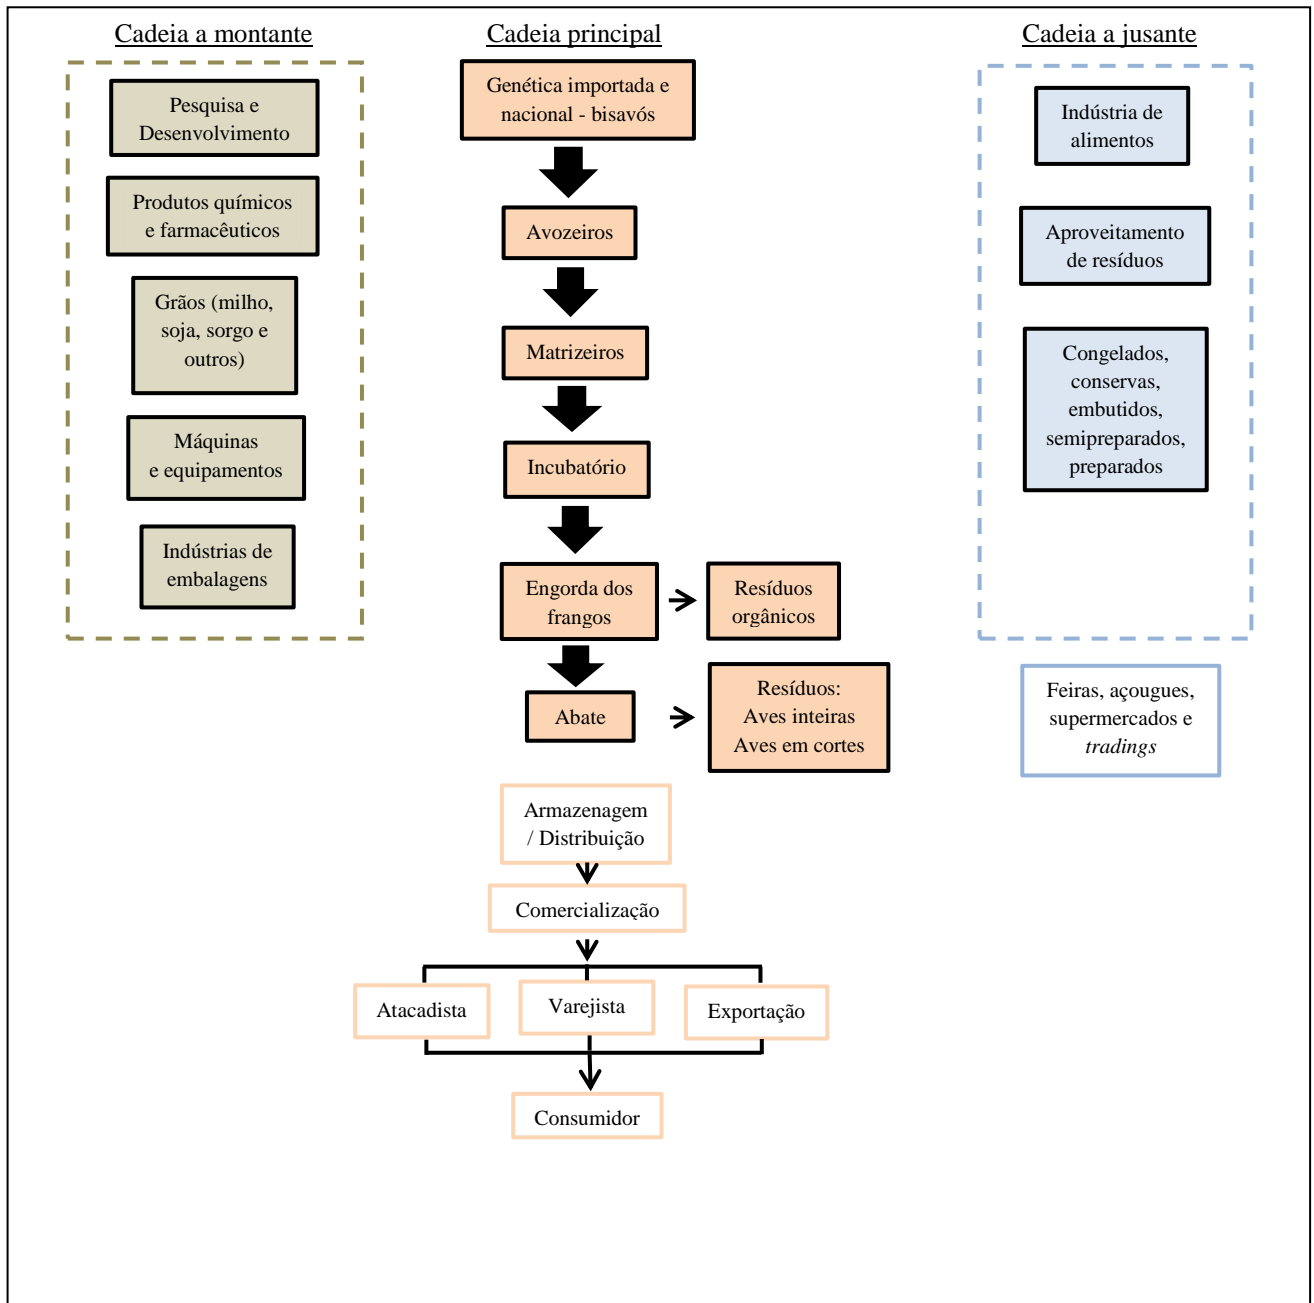 Cadeia a montante
Pesquisa e
Desenvolvimento
Produtos químicos
e farmacêuticos
Grãos (milho,
soja, sorgo e
outros)
Máquinas
e equipamentos
Indústrias de
embalagens
Cadeia principal
Genética importada e
nacional - bisavós
Avozeiros
Matrizeiros
Incubatório
Engorda dos
frangos
Resíduos
orgânicos
Abate
Resíduos:
Aves inteiras
Aves em cortes
Armazenagem
/ Distribuição
Comercialização
Atacadista
Varejista
Exportação
Consumidor
Cadeia a jusante
Indústria de
alimentos
Aproveitamento
de resíduos
Congelados,
conservas,
embutidos,
semipreparados,
preparados
Feiras, açougues,
supermercados e
tradings